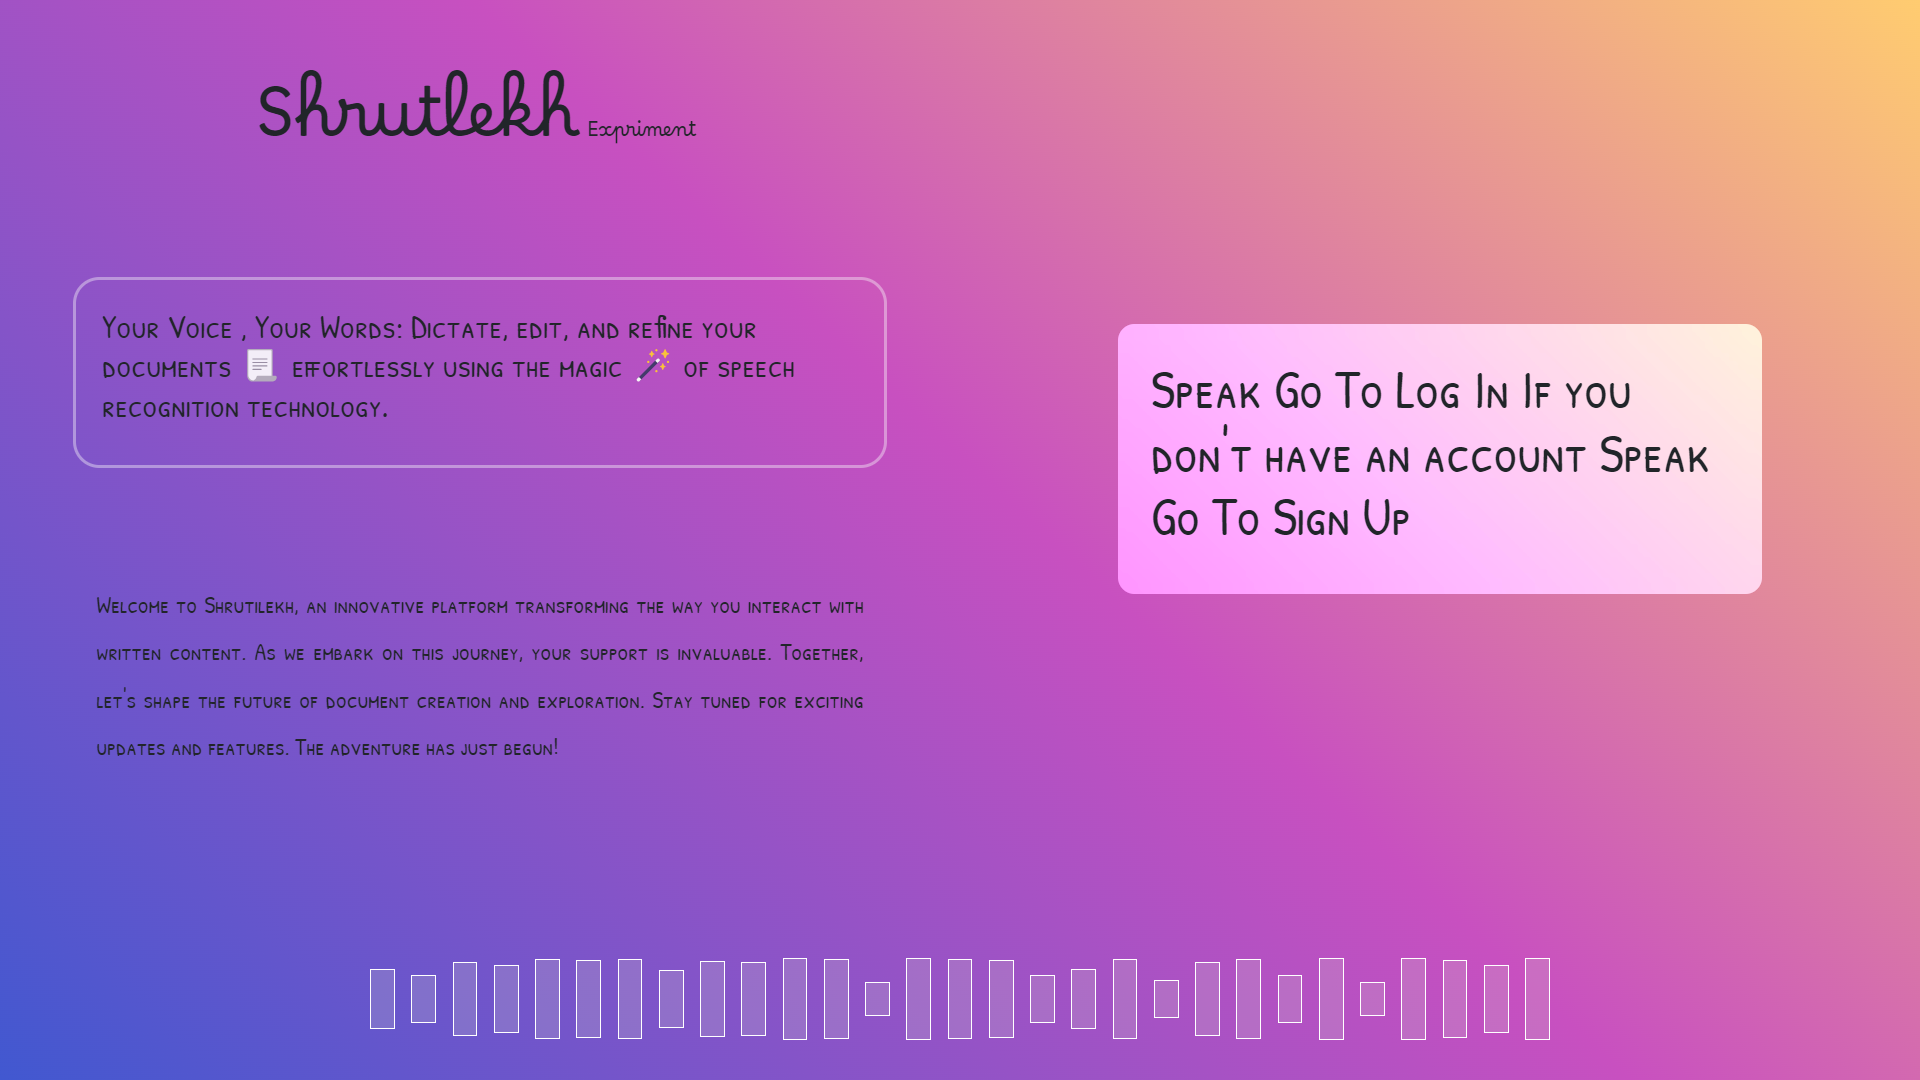 Shrutlekh Expriment
Your Voice , Your Words: Dictate, edit, and refine your
documents 📜 effortlessly using the magic 🪄 of speech
recognition technology.
Speak Go To Log In If you
don't have an account Speak
Go To Sign Up
Welcome to Shrutilekh, an innovative platform transforming the way you interact with
written content. As we embark on this journey, your support is invaluable. Together,
let's shape the future of document creation and exploration. Stay tuned for exciting
updates and features. The adventure has just begun!